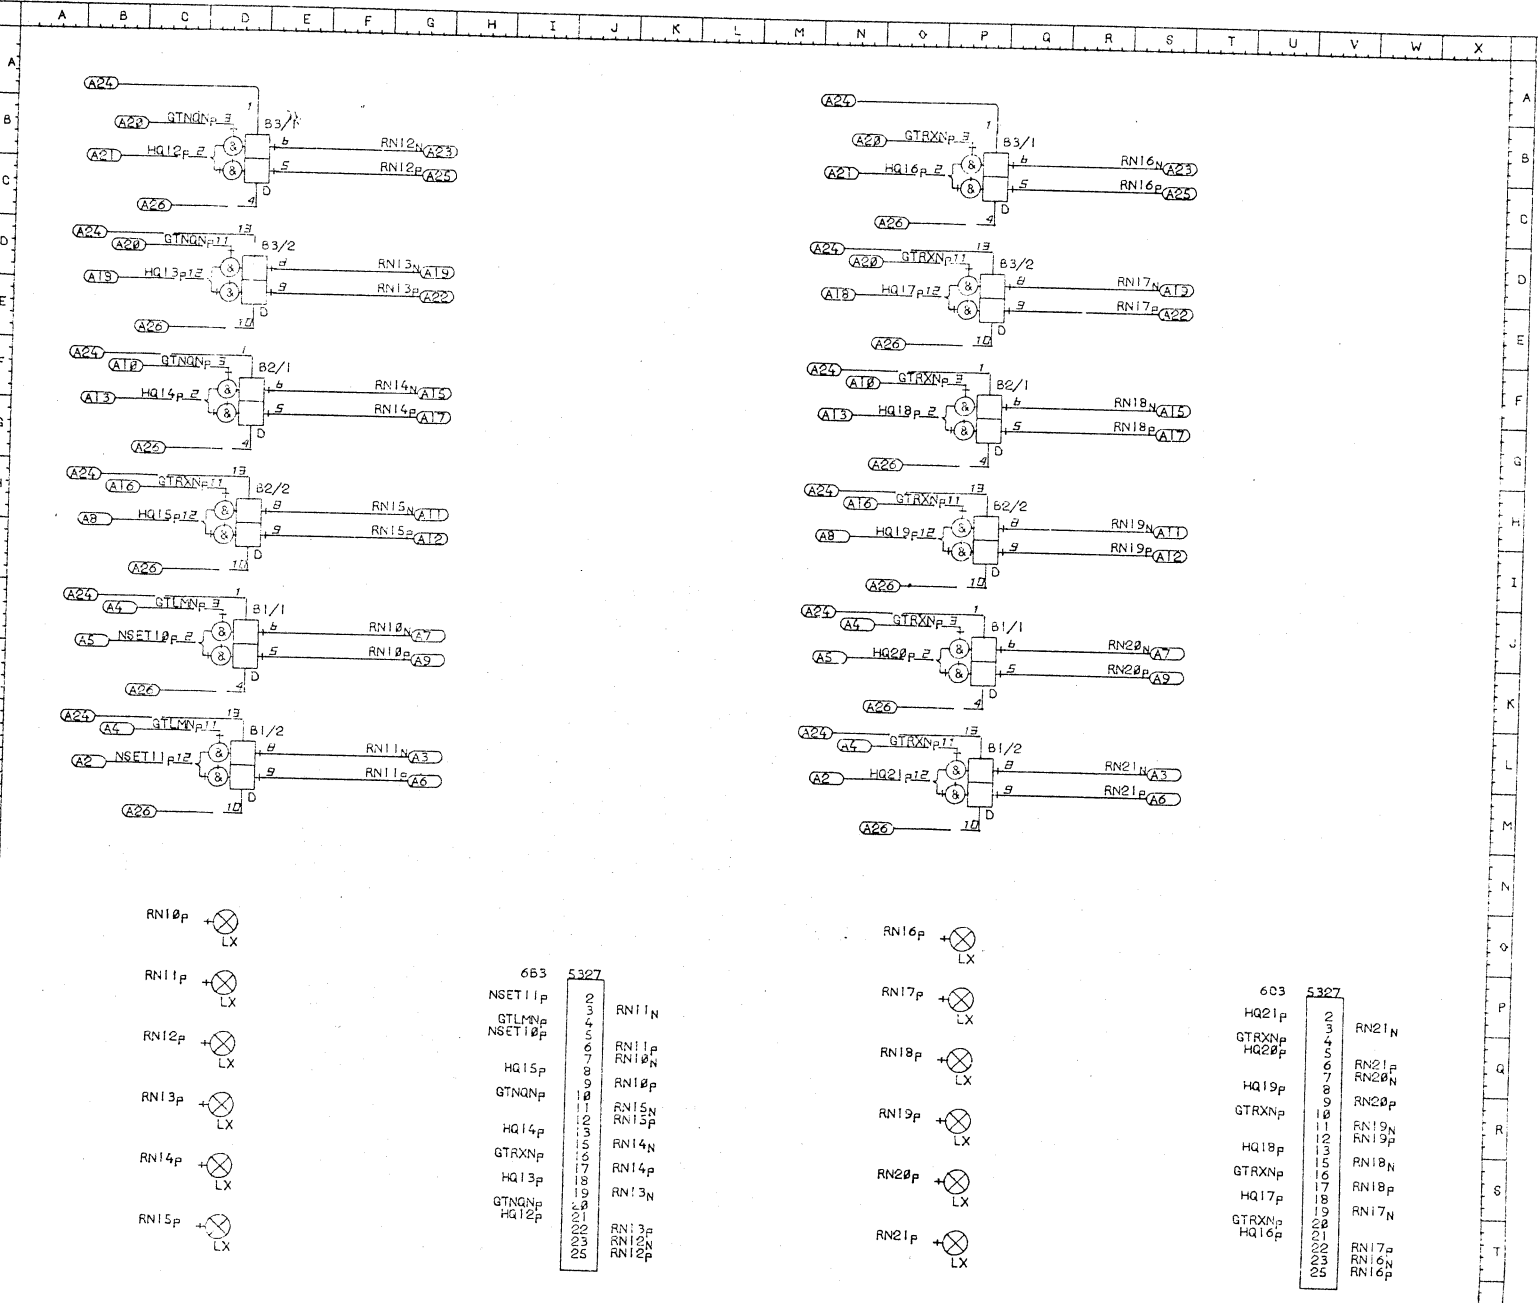 A B C D E F G H I J K L M N O P Q R S T U V W X
A24
1
A20 GTNQNP 3 B3/1
A21 HQ12P 2 & 6 RN12N A23
& 5 RN12P A25
D
A26 4
A24 13
A20 GTNQNP 11 B3/2
HQ13P 12 & 8 RN13N A19
& 9 RN13P A22
D
A26 10
A24 1
A10 GTNQNP 3 B2/1
A13 HQ14P 2 & 6 RN14N A15
& 5 RN14P A17
D
A26 4
A24 13
A16 GTRXNP 11 B2/2
A8 HQ15P 12 & 8 RN15N A11
& 9 RN15P A12
D
A26 10
A24 1
A4 GTLMNP 3 B1/1
A5 NSET10P 2 & 6 RN10N A7
& 5 RN10P A9
D
A26 4
A24 13
A4 GTLMNP 11 B1/2
A2 NSET11P 12 & 8 RN11N A3
& 9 RN11P A6
D
A26 10
A24
1
A20 GTRXNP 3 B3/1
A21 HQ16P 2 & 6 RN16N A23
& 5 RN16P A25
D
A26 4
A24 13
A20 GTRXNP 11 B3/2
A18 HQ17P 12 & 8 RN17N A19
& 9 RN17P A22
D
A26 10
A24 1
A10 GTRXNP 3 B2/1
A13 HQ18P 2 & 6 RN18N A15
& 5 RN18P A17
D
A26 4
A24 13
A16 GTRXNP 11 B2/2
A8 HQ19P 12 & 8 RN19N A11
& 9 RN19P A12
D
A26 10
A24 1
A4 GTRXNP 3 B1/1
A5 HQ20P 2 & 6 RN20N A7
& 5 RN20P A9
D
A26 4
A24 13
A4 GTRXNP 11 B1/2
A2 HQ21P 12 & 8 RN21N A3
& 9 RN21P A6
D
A26 10
RN10P + LX
RN11P + LX
RN12P + LX
RN13P + LX
RN14P + LX
RN15P + LX
6B3 5327
NSET11P 2
3 RN11N
GTLMNP 4
NSET10P 5
6 RN11P
7 RN10N
HQ15P 8
9 RN10P
GTNQNP 10
11 RN15N
12 RN15P
HQ14P 13
15 RN14N
GTRXNP 16
17 RN14P
HQ13P 18
19 RN13N
GTNQNP 20
HQ12P 21
22 RN13P
23 RN12N
25 RN12P
RN16P + LX
RN17P + LX
RN18P + LX
RN19P + LX
RN20P + LX
RN21P + LX
6C3 5327
HQ21P 2
3 RN21N
GTRXNP 4
HQ20P 5
6 RN21P
7 RN20N
HQ19P 8
9 RN20P
GTRXNP 10
11 RN19N
12 RN19P
HQ18P 13
15 RN18N
GTRXNP 16
17 RN18P
HQ17P 18
19 RN17N
GTRXNP 20
HQ16P 21
22 RN17P
23 RN16N
25 RN16P
A
B
C
D
E
F
G
H
I
J
K
L
M
N
O
P
Q
R
S
T